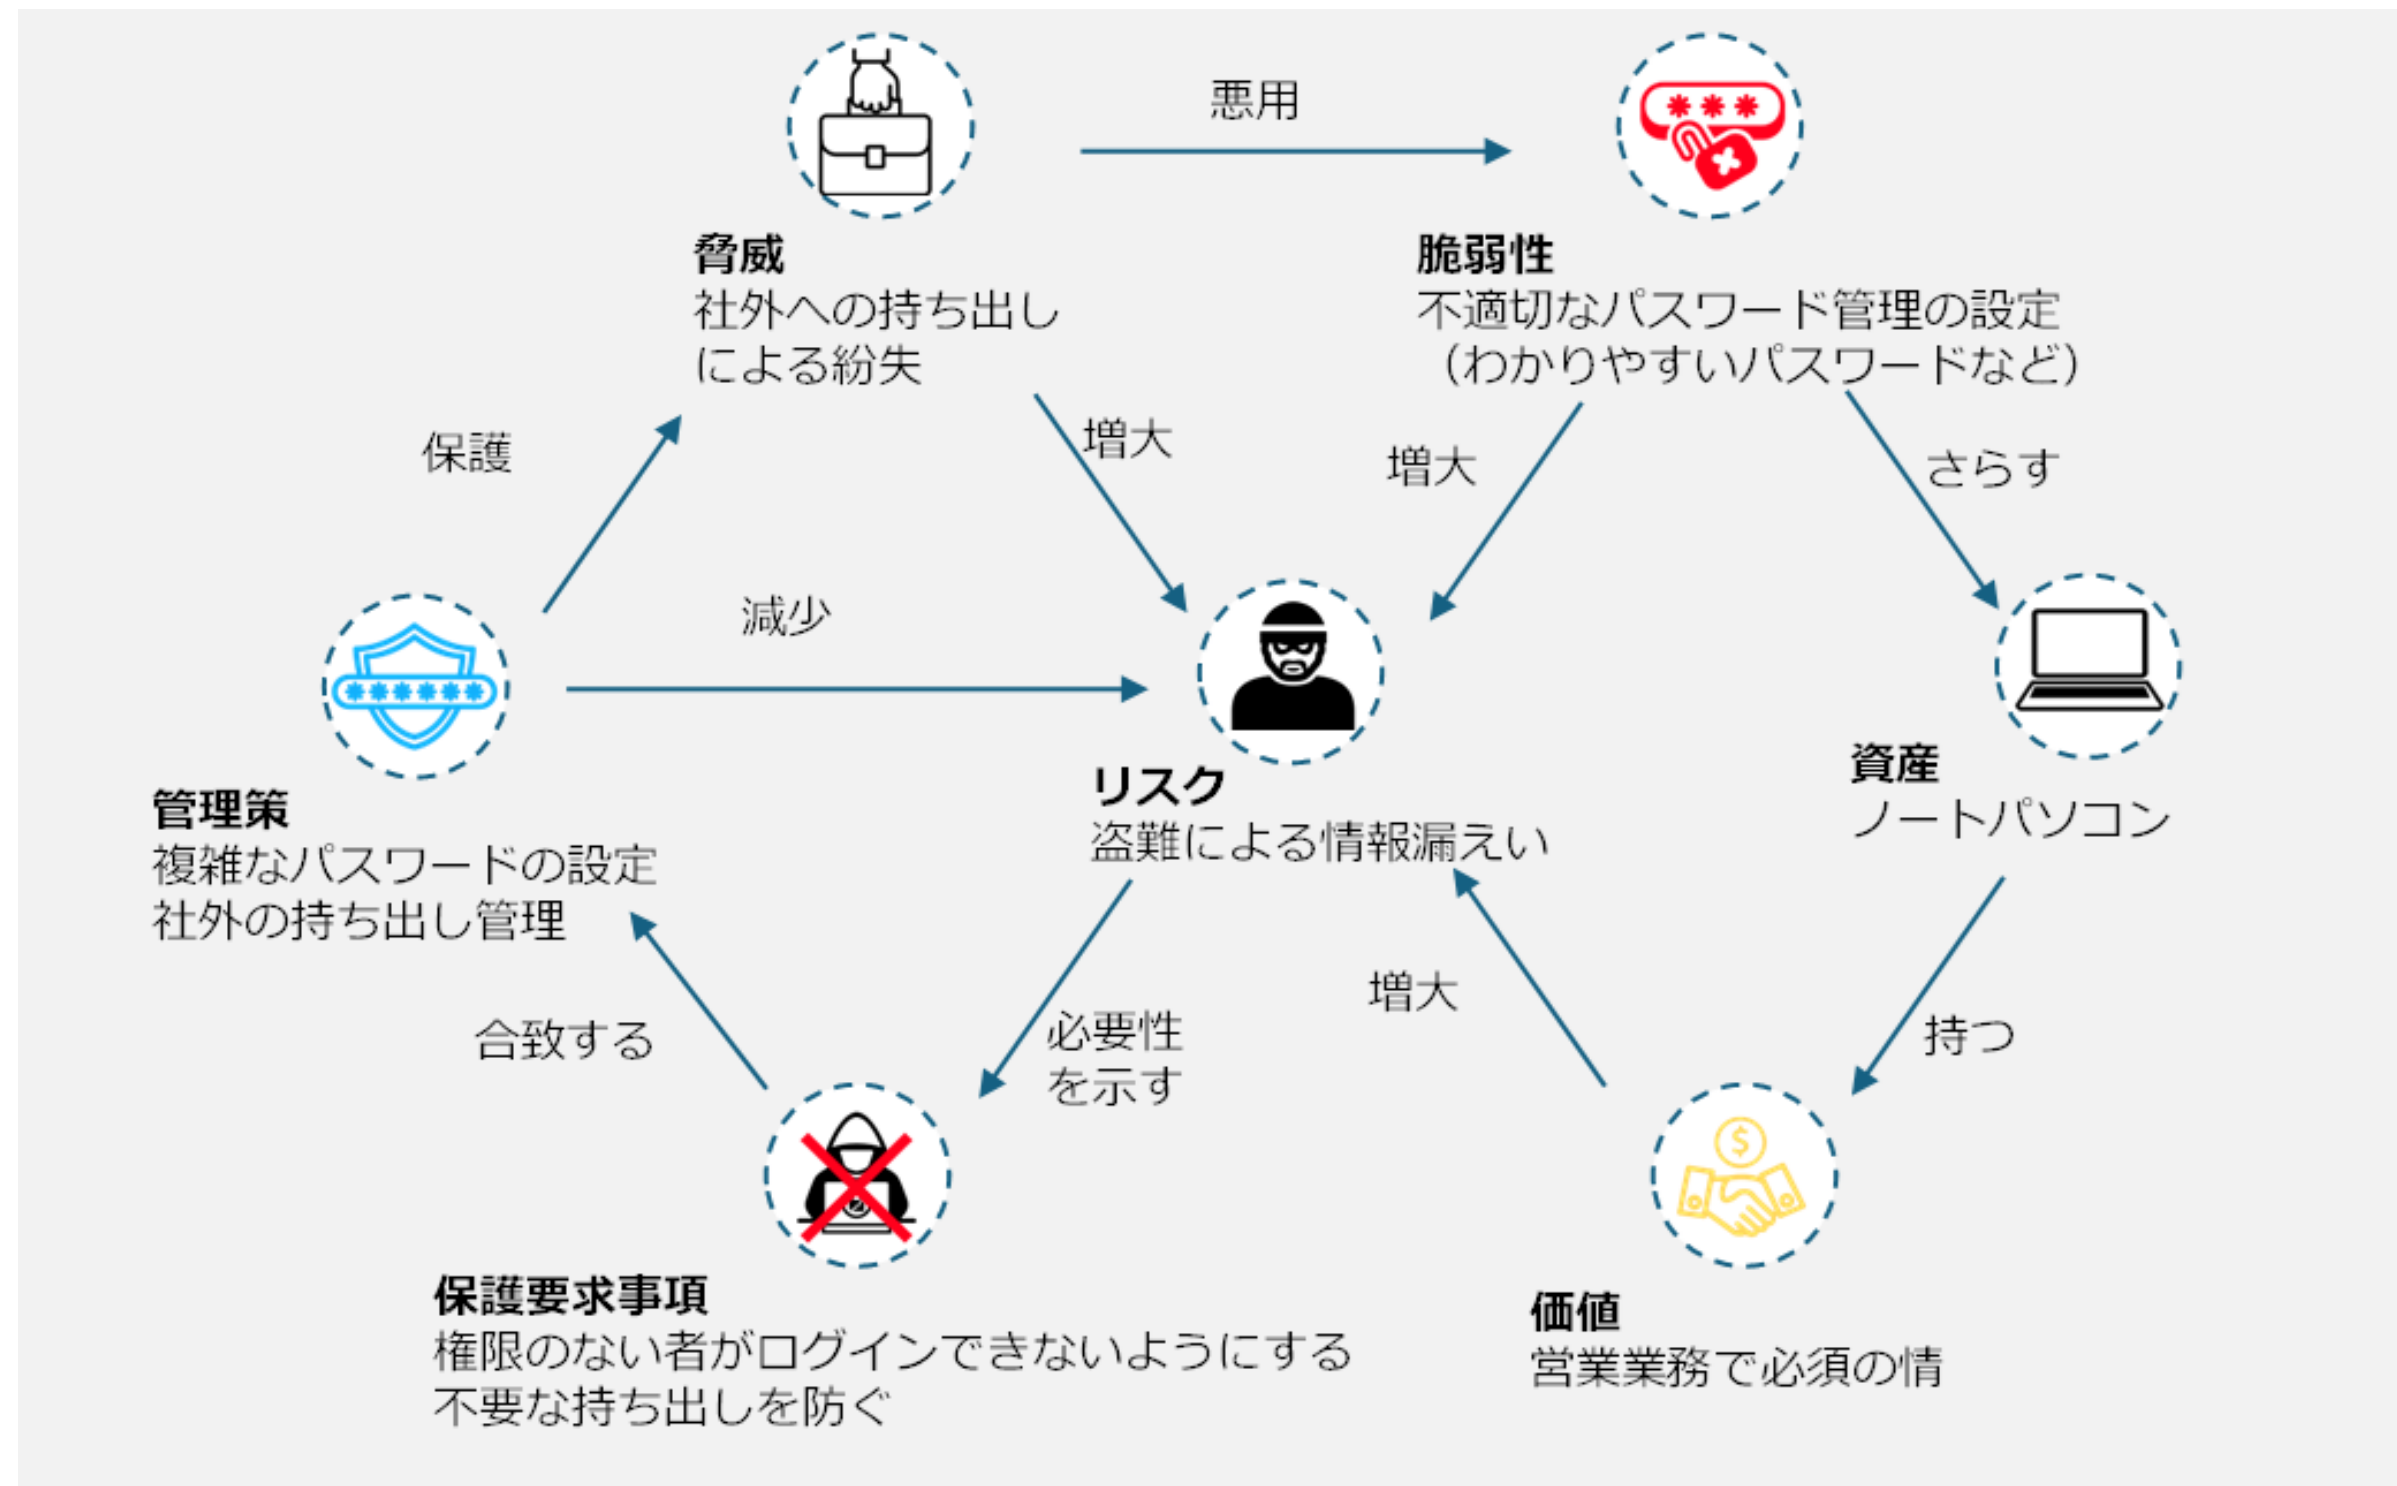 悪用
脅威
社外への持ち出し
による紛失
脆弱性
不適切なパスワード管理の設定
（わかりやすいパスワードなど）
保護
増大
増大
さらす
減少
管理策
複雑なパスワードの設定
社外の持ち出し管理
リスク
盗難による情報漏えい
資産
ノートパソコン
合致する
必要性
を示す
増大
持つ
保護要求事項
権限のない者がログインできないようにする
不要な持ち出しを防ぐ
価値
営業業務で必須の情